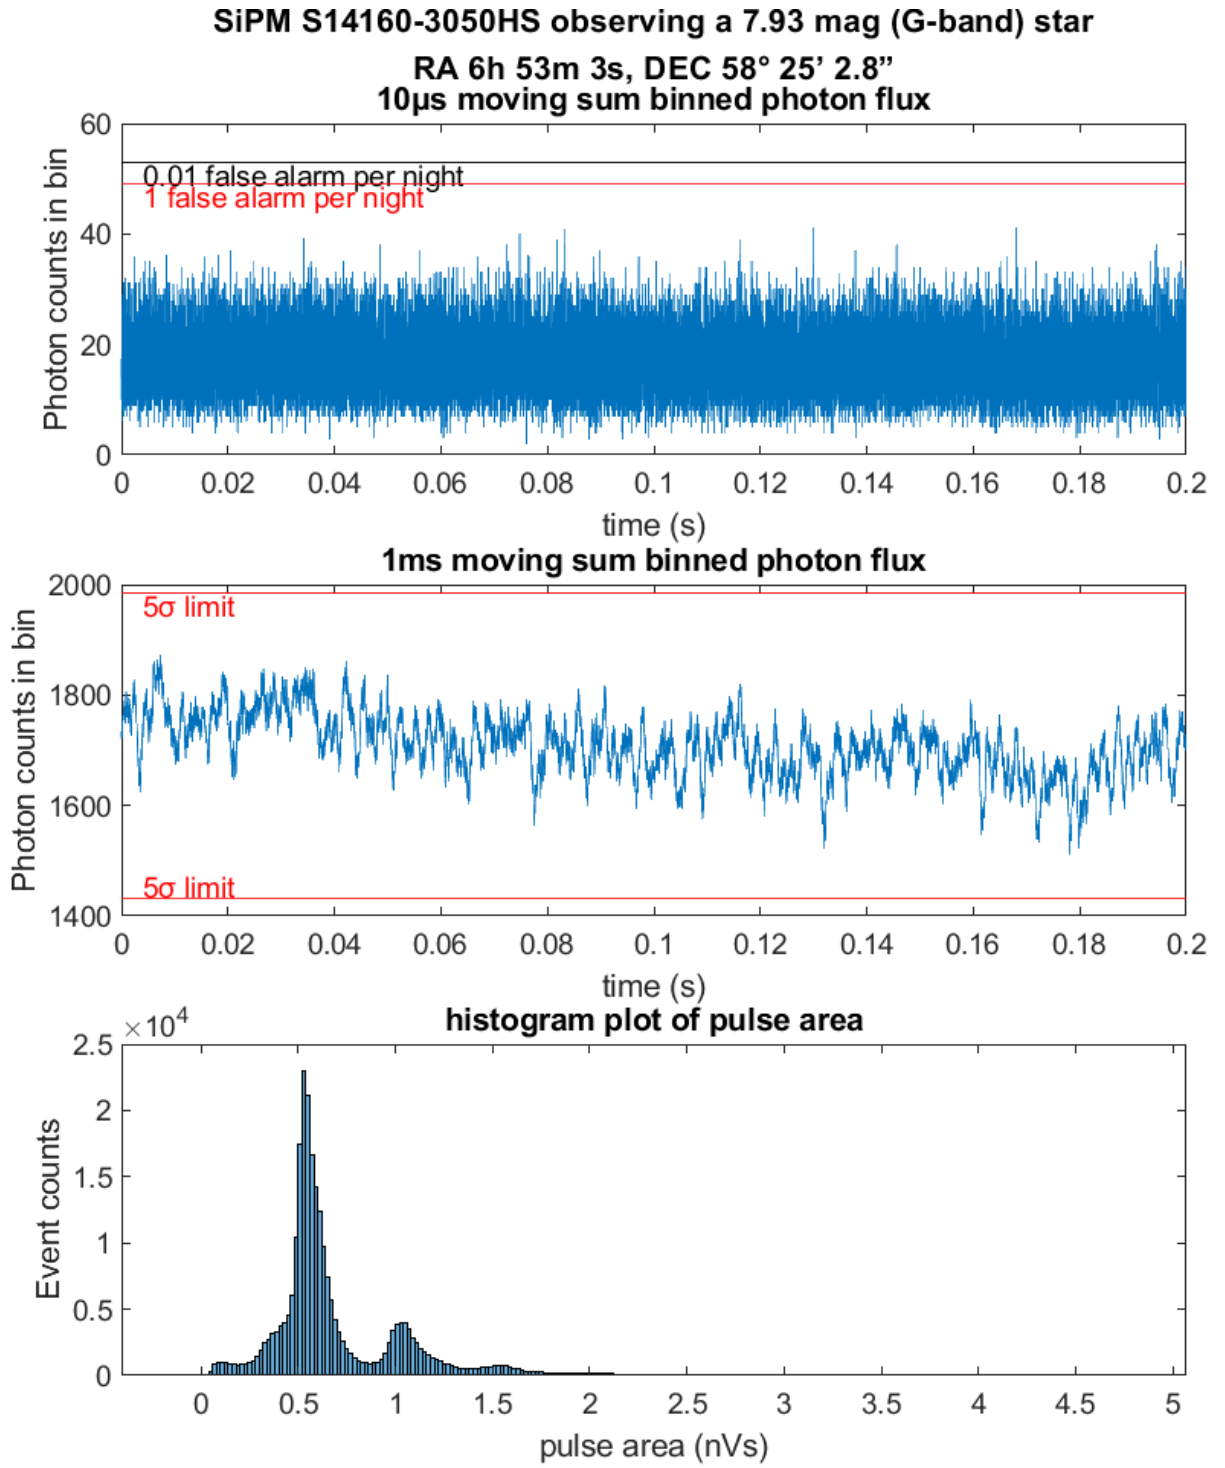 SiPM S14160-3050HS observing a 7.93 mag (G-band) star
RA 6h 53m 3s, DEC 58° 25’ 2.8”
10μs moving sum binned photon flux
60
40
20
0
Photon counts in bin
0.01 false alarm per night
1 false alarm per night
0 0.02 0.04 0.06 0.08 0.1 0.12 0.14 0.16 0.18 0.2
time (s)
1ms moving sum binned photon flux
2000
1800
1600
1400
Photon counts in bin
5σ limit
5σ limit
0 0.02 0.04 0.06 0.08 0.1 0.12 0.14 0.16 0.18 0.2
time (s)
histogram plot of pulse area
×10⁴
2.5
2
1.5
1
0.5
0
Event counts
0 0.5 1 1.5 2 2.5 3 3.5 4 4.5 5
pulse area (nVs)